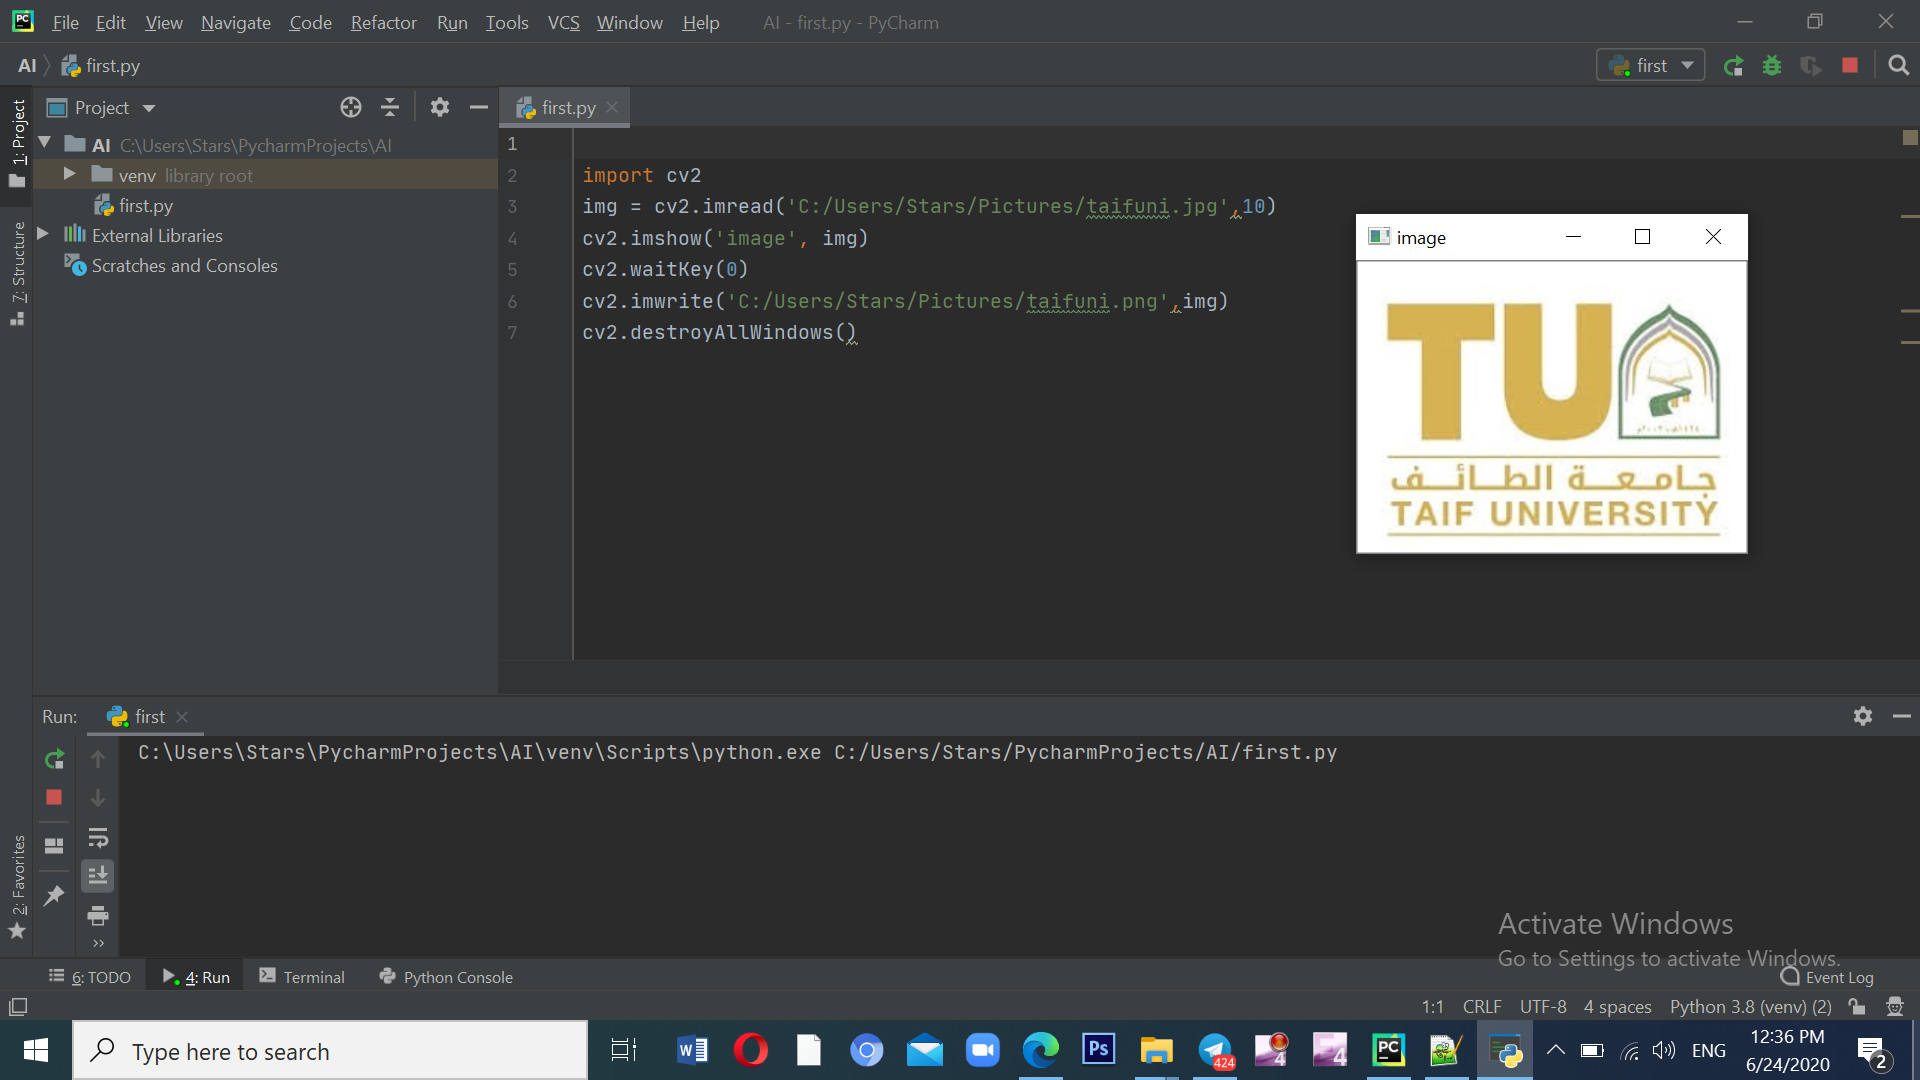 File Edit View Navigate Code Refactor Run Tools VCS Window Help AI - first.py - PyCharm
AI first.py
first
Project
first.py
1: Project
AI C:\Users\Stars\PycharmProjects\AI
venv library root
first.py
External Libraries
Scratches and Consoles
7: Structure
1
2 import cv2
3 img = cv2.imread('C:/Users/Stars/Pictures/taifuni.jpg',10)
4 cv2.imshow('image', img)
5 cv2.waitKey(0)
6 cv2.imwrite('C:/Users/Stars/Pictures/taifuni.png',img)
7 cv2.destroyAllWindows()
image
TU
جامعة الطائف
TAIF UNIVERSITY
Run: first
C:\Users\Stars\PycharmProjects\AI\venv\Scripts\python.exe C:/Users/Stars/PycharmProjects/AI/first.py
2: Favorites
Activate Windows
Go to Settings to activate Windows.
6: TODO 4: Run Terminal Python Console Event Log
1:1 CRLF UTF-8 4 spaces Python 3.8 (venv) (2)
Type here to search
W
Ps
424
4
4
PC
ENG
12:36 PM
6/24/2020
2